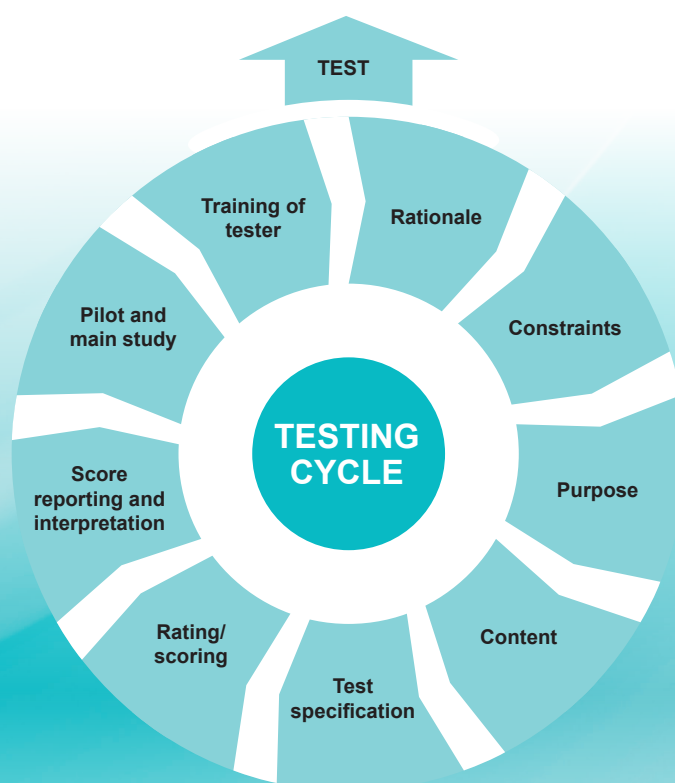 TEST
Training of
tester
Rationale
Constraints
Purpose
Content
Test
specification
Rating/
scoring
Score
reporting and
interpretation
Pilot and
main study
TESTING
CYCLE